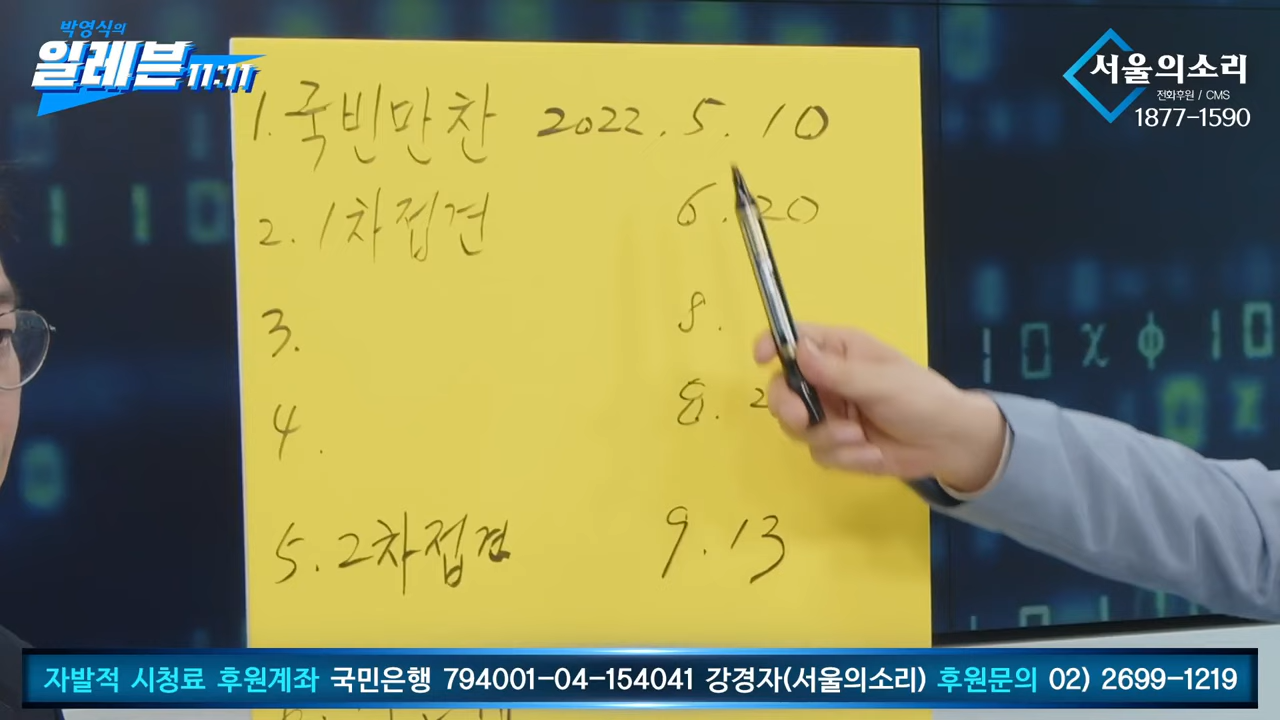 박영식의
일레븐 11:11
서울의소리
전화후원 / CMS
1877-1590
1. 국빈만찬 2022. 5. 10
2. 1차접견 6. 20
3. 8.
4. 8. 2
5. 2차접견 9. 13
자발적 시청료 후원계좌 국민은행 794001-04-154041 강경자(서울의소리) 후원문의 02) 2699-1219